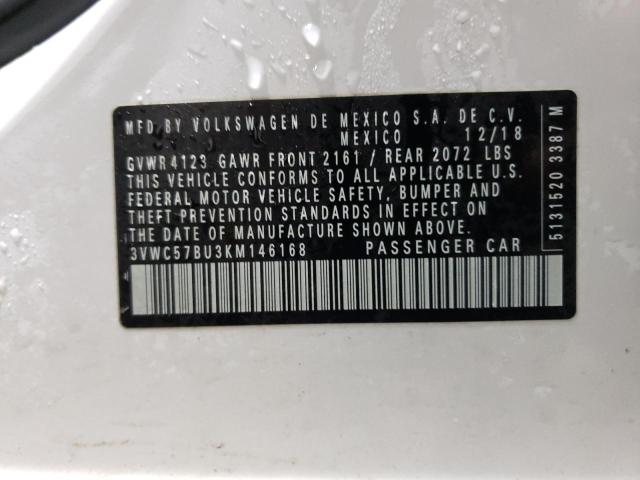 MFD BY VOLKSWAGEN DE MEXICO S.A. DE C.V.
MEXICO 12/18
GVWR 4123 GAWR FRONT 2161 / REAR 2072 LBS
THIS VEHICLE CONFORMS TO ALL APPLICABLE U.S.
FEDERAL MOTOR VEHICLE SAFETY, BUMPER AND
THEFT PREVENTION STANDARDS IN EFFECT ON
THE DATE OF MANUFACTURE SHOWN ABOVE.
3VWC57BU3KM146168 PASSENGER CAR
5131520 3387 M